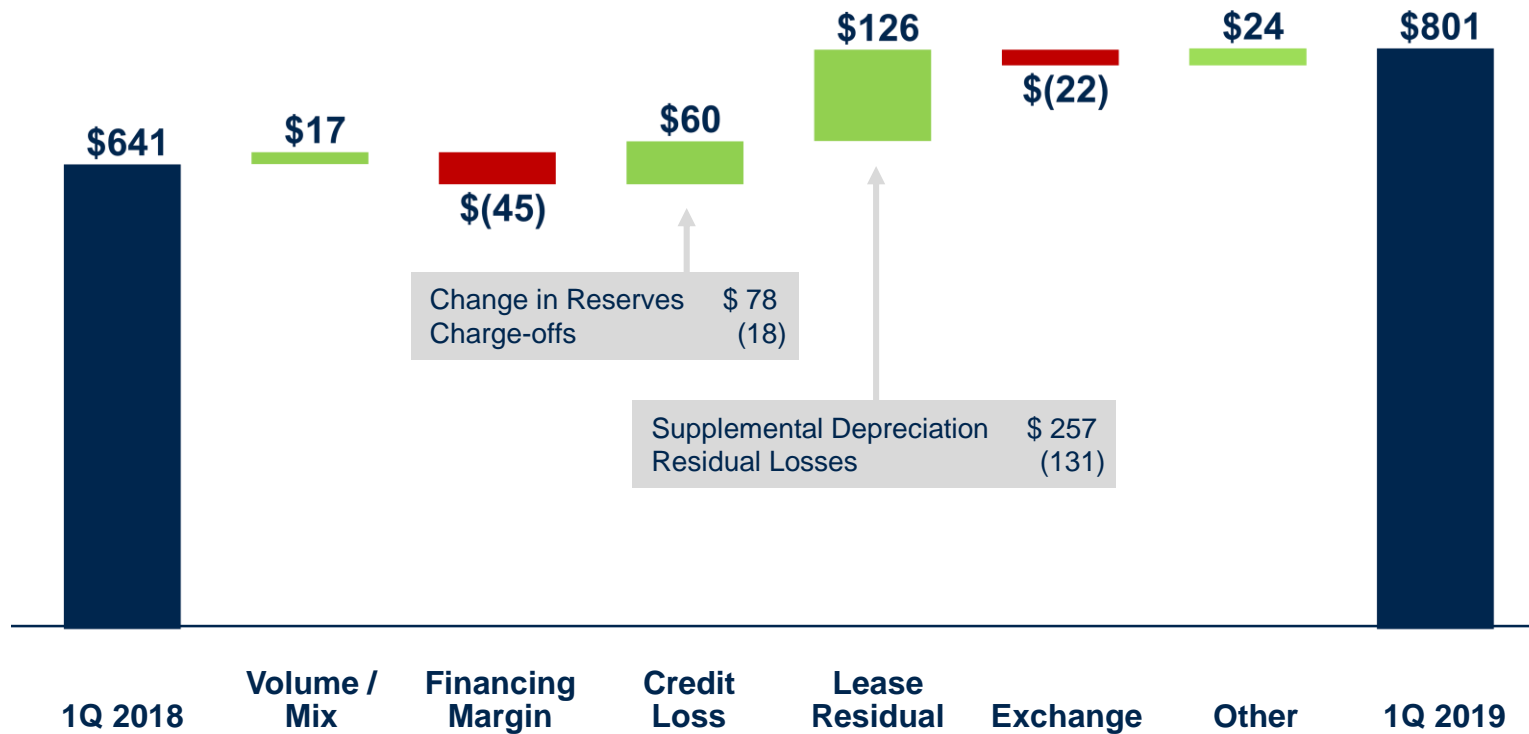 $641
$17
$(45)
$60
$126
$(22)
$24
$801
Change in Reserves $ 78
Charge-offs (18)
Supplemental Depreciation $ 257
Residual Losses (131)
1Q 2018
Volume /
Mix
Financing
Margin
Credit
Loss
Lease
Residual
Exchange
Other
1Q 2019